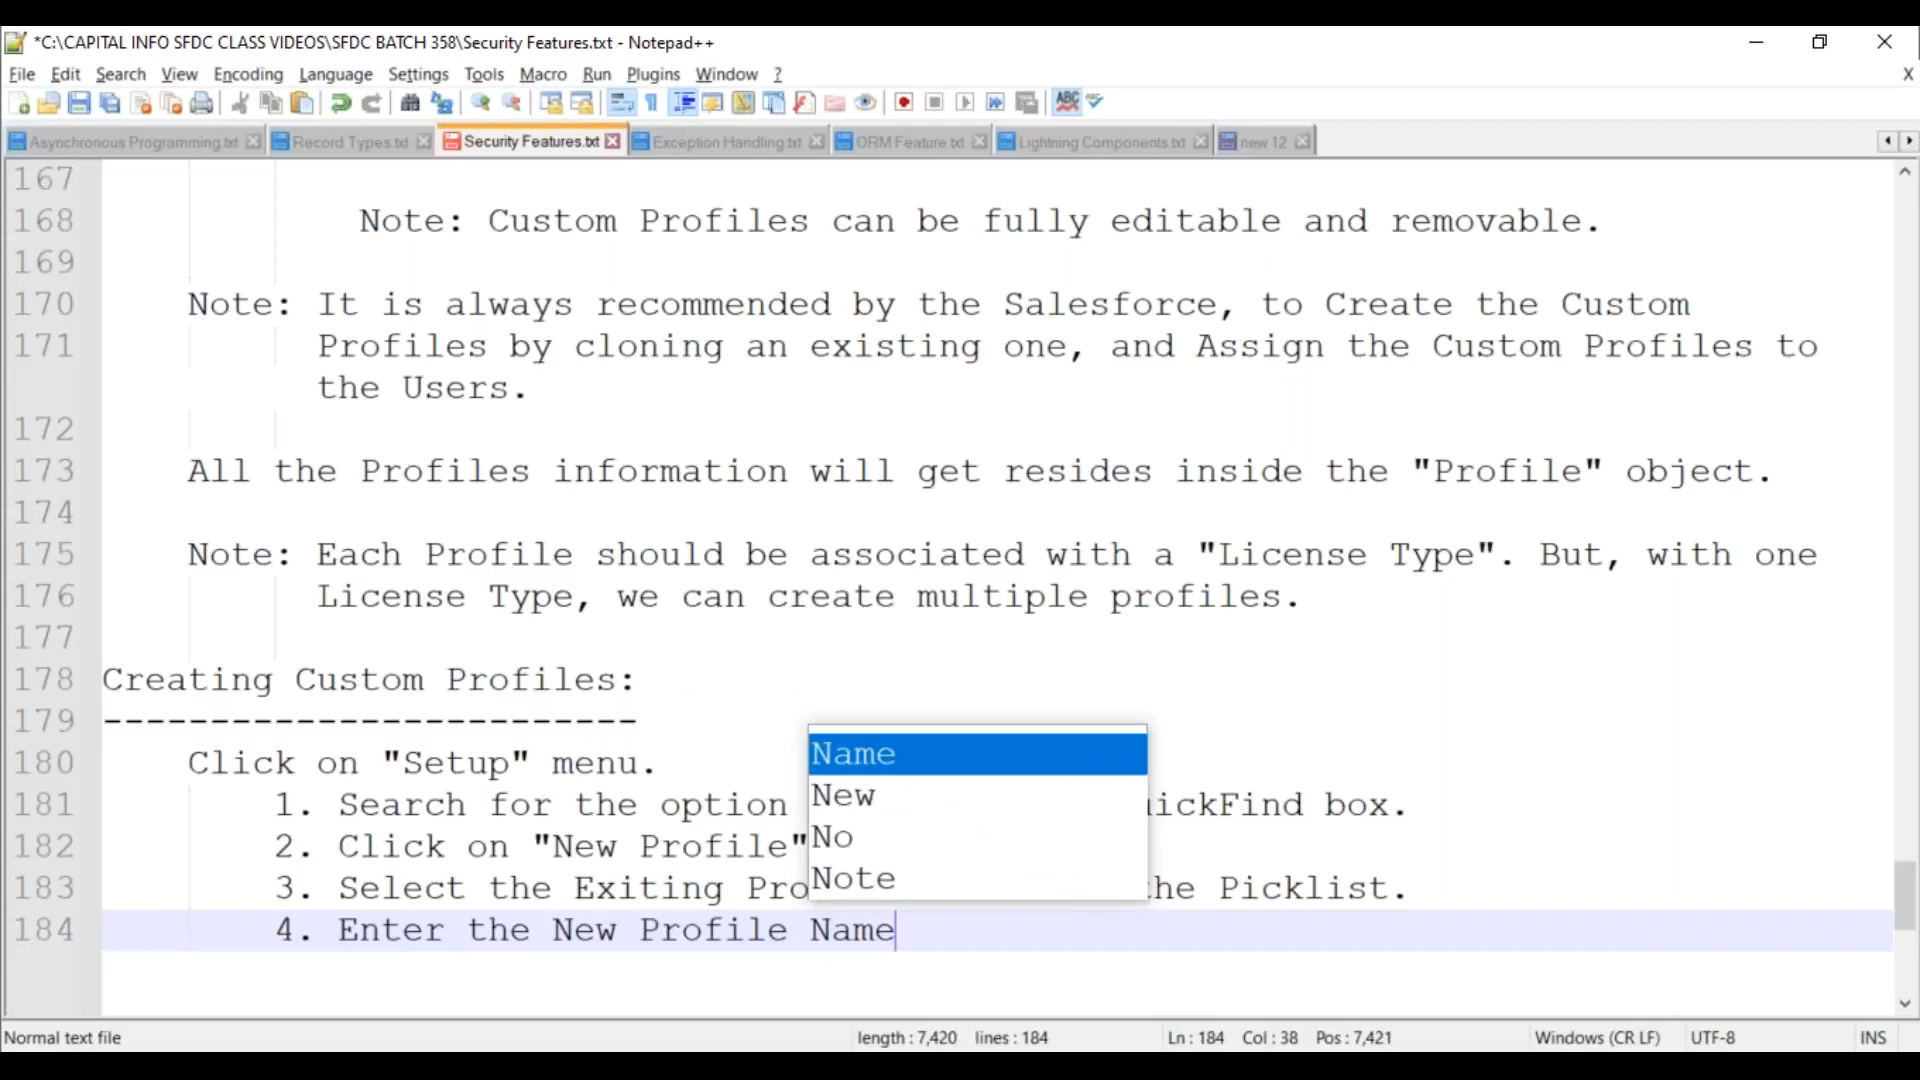 *C:\CAPITAL INFO SFDC CLASS VIDEOS\SFDC BATCH 358\Security Features.txt - Notepad++
File Edit Search View Encoding Language Settings Tools Macro Run Plugins Window ? X
Asynchronous Programming.txt Record Types.txt Security Features.txt Exception Handling.txt ORM Feature.txt Lightning Components.txt new 12
167
168 Note: Custom Profiles can be fully editable and removable.
169
170 Note: It is always recommended by the Salesforce, to Create the Custom
171 Profiles by cloning an existing one, and Assign the Custom Profiles to
the Users.
172
173 All the Profiles information will get resides inside the "Profile" object.
174
175 Note: Each Profile should be associated with a "License Type". But, with one
176 License Type, we can create multiple profiles.
177
178 Creating Custom Profiles:
179 -------------------------
180 Click on "Setup" menu.
181 1. Search for the option ickFind box.
182 2. Click on "New Profile"
183 3. Select the Exiting Pro he Picklist.
184 4. Enter the New Profile Name
Name
New
No
Note
Normal text file length : 7,420 lines : 184 Ln : 184 Col : 38 Pos : 7,421 Windows (CR LF) UTF-8 INS